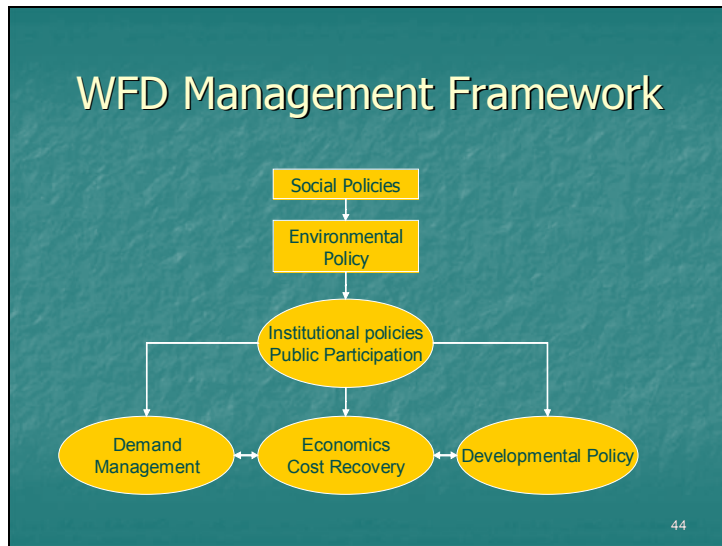 WFD Management Framework
Social Policies
Environmental
Policy
Institutional policies
Public Participation
Demand
Management
Economics
Cost Recovery
Developmental Policy
44